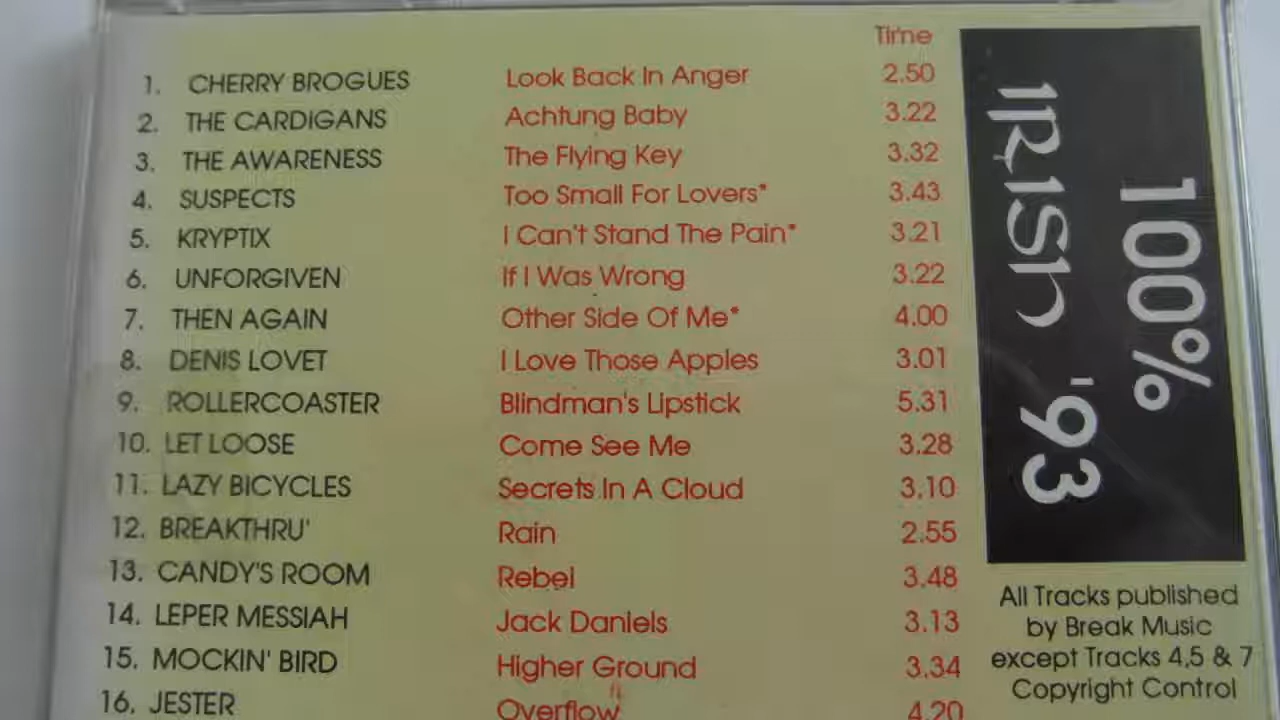 Time
1. CHERRY BROGUES Look Back In Anger 2.50
2. THE CARDIGANS Achtung Baby 3.22
3. THE AWARENESS The Flying Key 3.32
4. SUSPECTS Too Small For Lovers* 3.43
5. KRYPTIX I Can't Stand The Pain* 3.21
6. UNFORGIVEN If I Was Wrong 3.22
7. THEN AGAIN Other Side Of Me* 4.00
8. DENIS LOVET I Love Those Apples 3.01
9. ROLLERCOASTER Blindman's Lipstick 5.31
10. LET LOOSE Come See Me 3.28
11. LAZY BICYCLES Secrets In A Cloud 3.10
12. BREAKTHRU' Rain 2.55
13. CANDY'S ROOM Rebel 3.48
14. LEPER MESSIAH Jack Daniels 3.13
15. MOCKIN' BIRD Higher Ground 3.34
16. JESTER Overflow 4.20
100%
IRISH '93
All Tracks published
by Break Music
except Tracks 4,5 & 7
Copyright Control